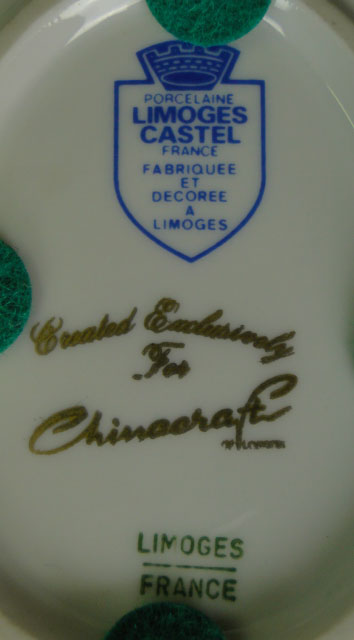 PORCELAINE
LIMOGES
CASTEL
FRANCE
FABRIQUEE
ET
DECOREE
A
LIMOGES
Created Exclusively
For
Chinacraft
LIMOGES
FRANCE